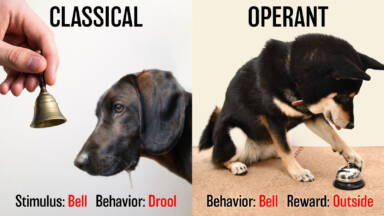 CLASSICAL
Stimulus: Bell Behavior: Drool
OPERANT
Behavior: Bell Reward: Outside